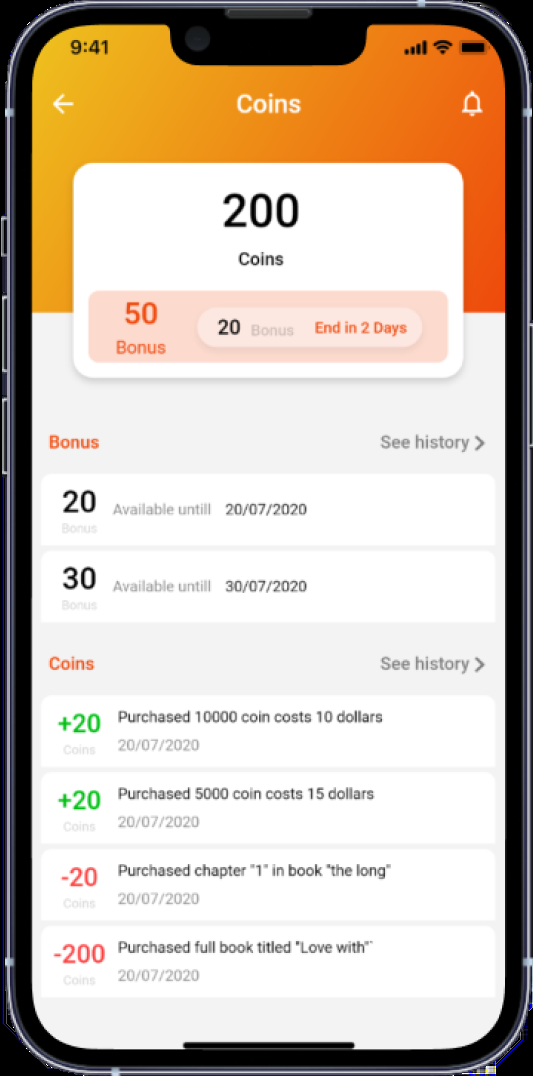 9:41
Coins
200
Coins
50
Bonus
20 Bonus End in 2 Days
Bonus See history
20
Bonus
Available untill 20/07/2020
30
Bonus
Available untill 30/07/2020
Coins See history
+20
Coins
Purchased 10000 coin costs 10 dollars
20/07/2020
+20
Coins
Purchased 5000 coin costs 15 dollars
20/07/2020
-20
Coins
Purchased chapter "1" in book "the long"
20/07/2020
-200
Coins
Purchased full book titled "Love with"`
20/07/2020